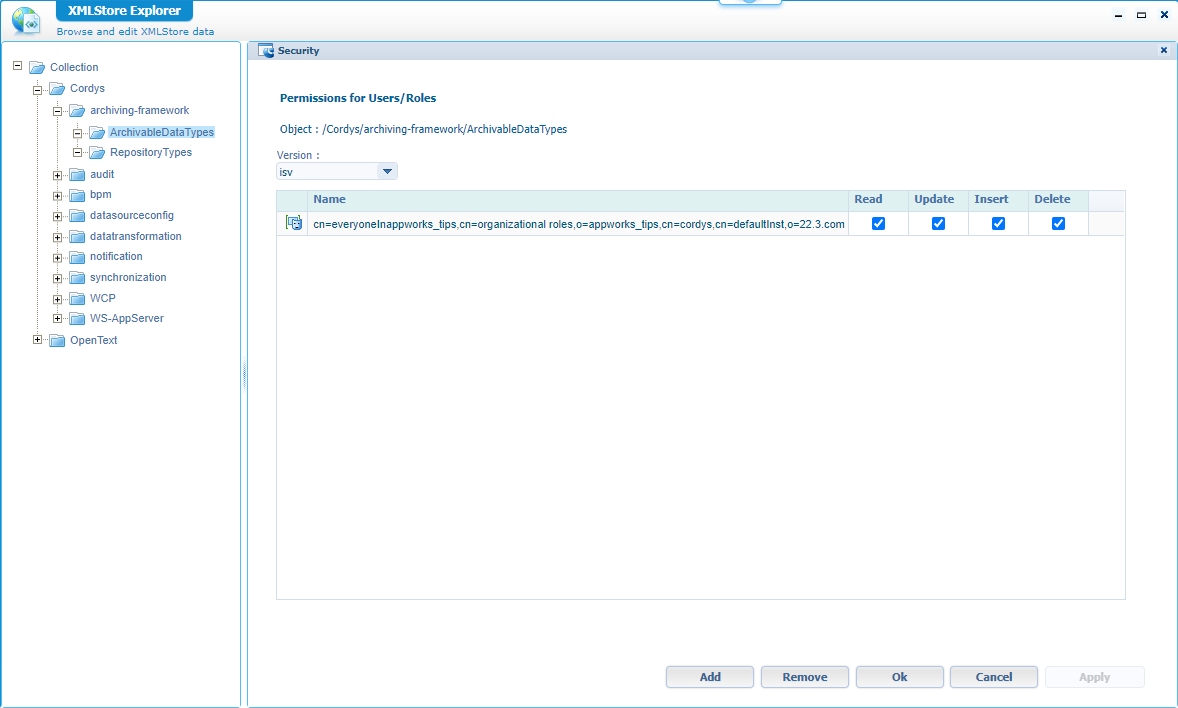 XMLStore Explorer
Browse and edit XMLStore data
Collection
Cordys
archiving-framework
ArchivableDataTypes
RepositoryTypes
audit
bpm
datasourceconfig
datatransformation
notification
synchronization
WCP
WS-AppServer
OpenText
Security
Permissions for Users/Roles
Object : /Cordys/archiving-framework/ArchivableDataTypes
Version :
isv
Name Read Update Insert Delete
cn=everyoneInappworks_tips,cn=organizational roles,o=appworks_tips,cn=cordys,cn=defaultInst,o=22.3.com
Add Remove Ok Cancel Apply